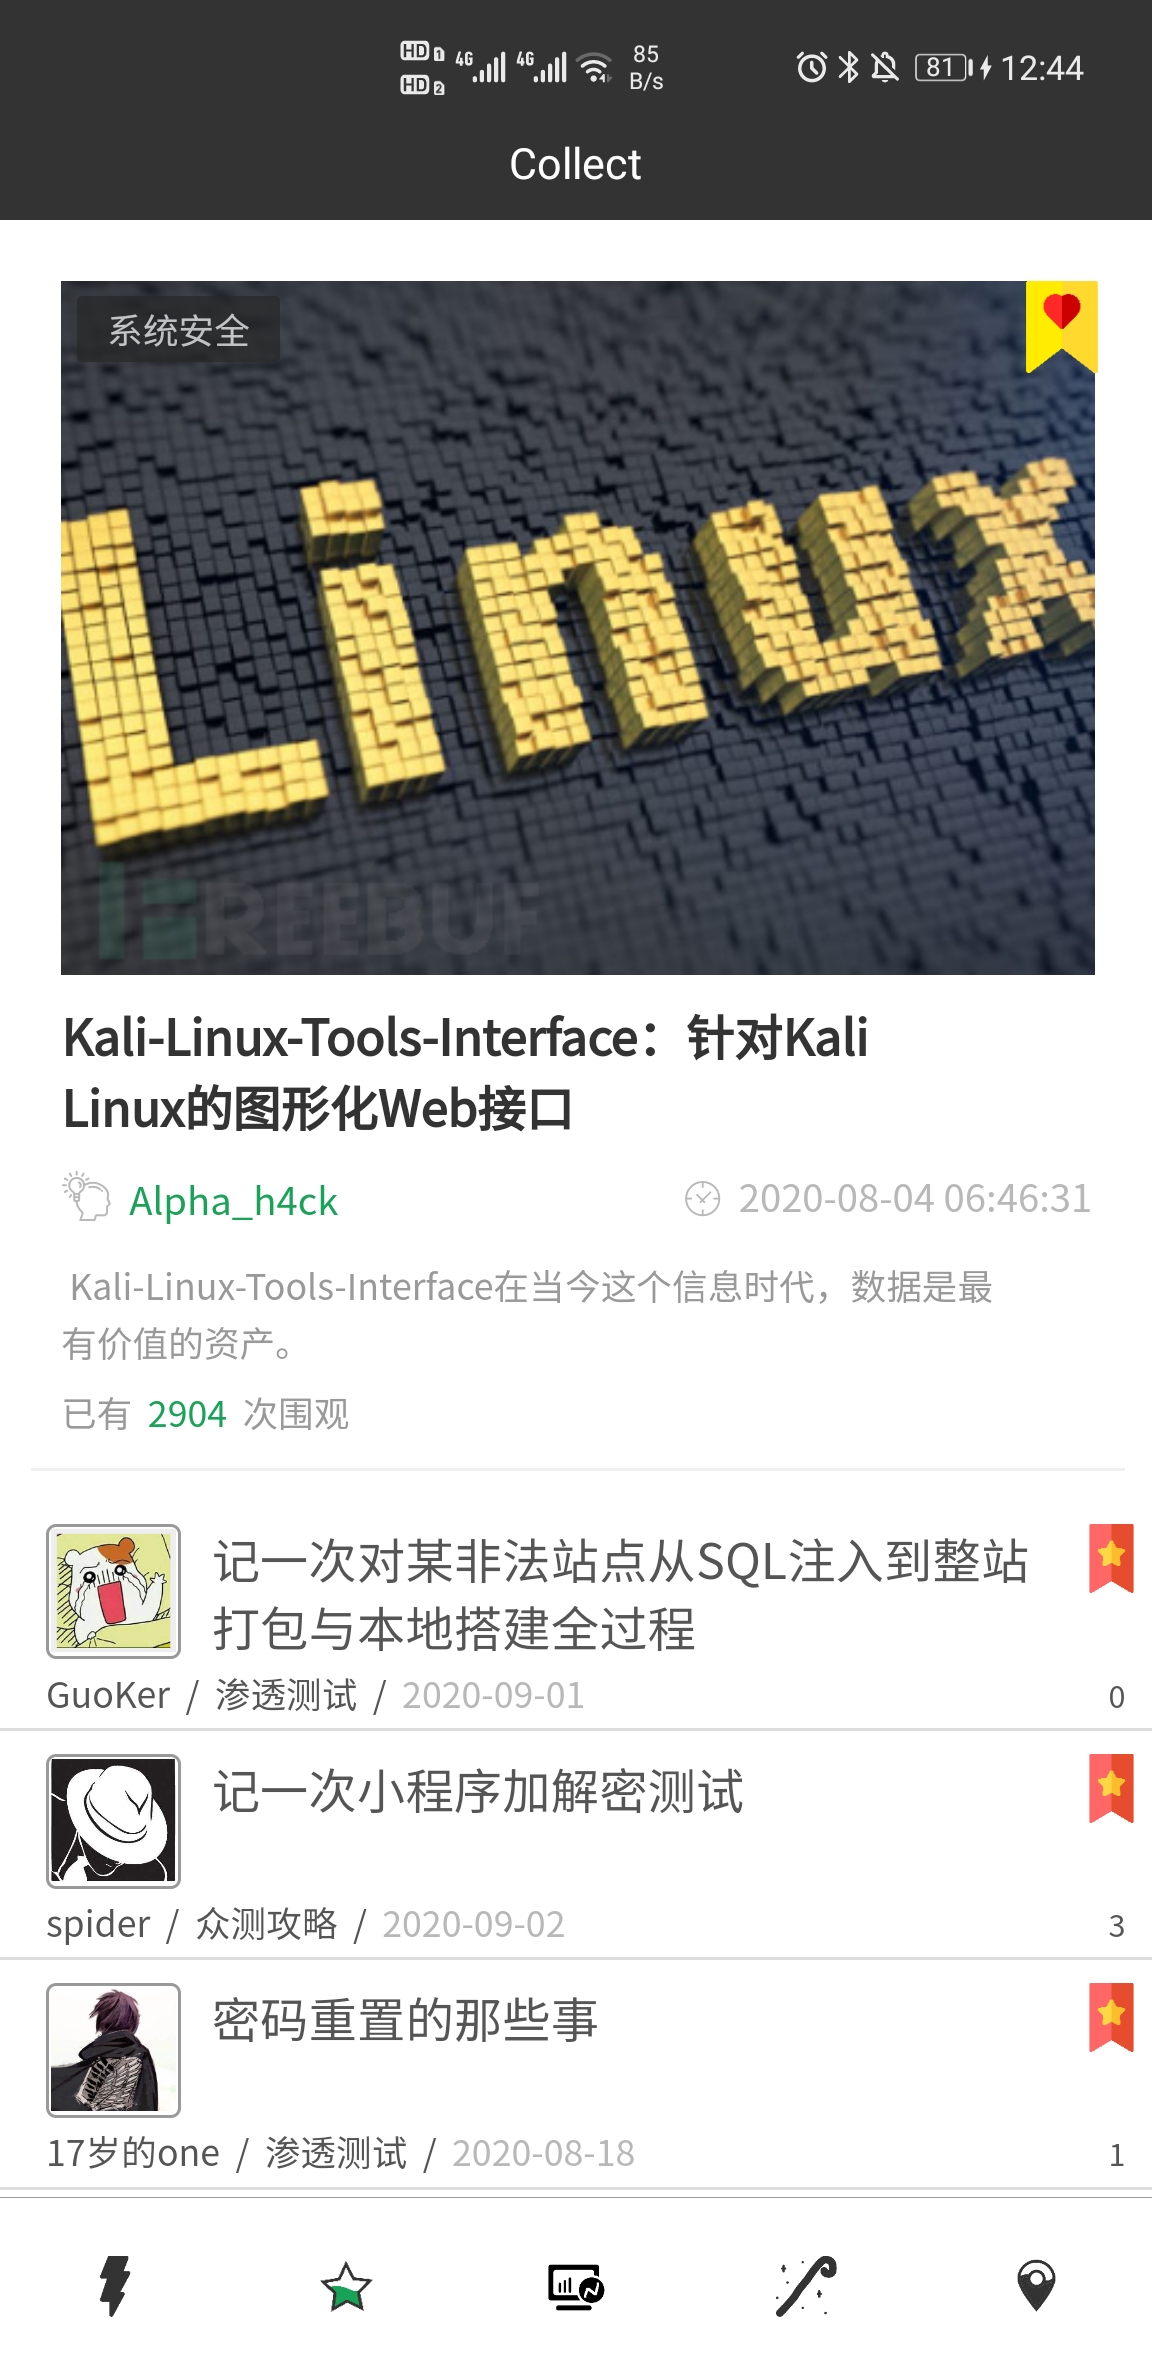 HD 1 4G 4G 85
HD 2 B/s
81 12:44
Collect
系统安全
Linux
FREEBUF
Kali-Linux-Tools-Interface：针对Kali
Linux的图形化Web接口
Alpha_h4ck 2020-08-04 06:46:31
Kali-Linux-Tools-Interface在当今这个信息时代，数据是最
有价值的资产。
已有 2904 次围观
记一次对某非法站点从SQL注入到整站
打包与本地搭建全过程
GuoKer / 渗透测试 / 2020-09-01 0
记一次小程序加解密测试
spider / 众测攻略 / 2020-09-02 3
密码重置的那些事
17岁的one / 渗透测试 / 2020-08-18 1